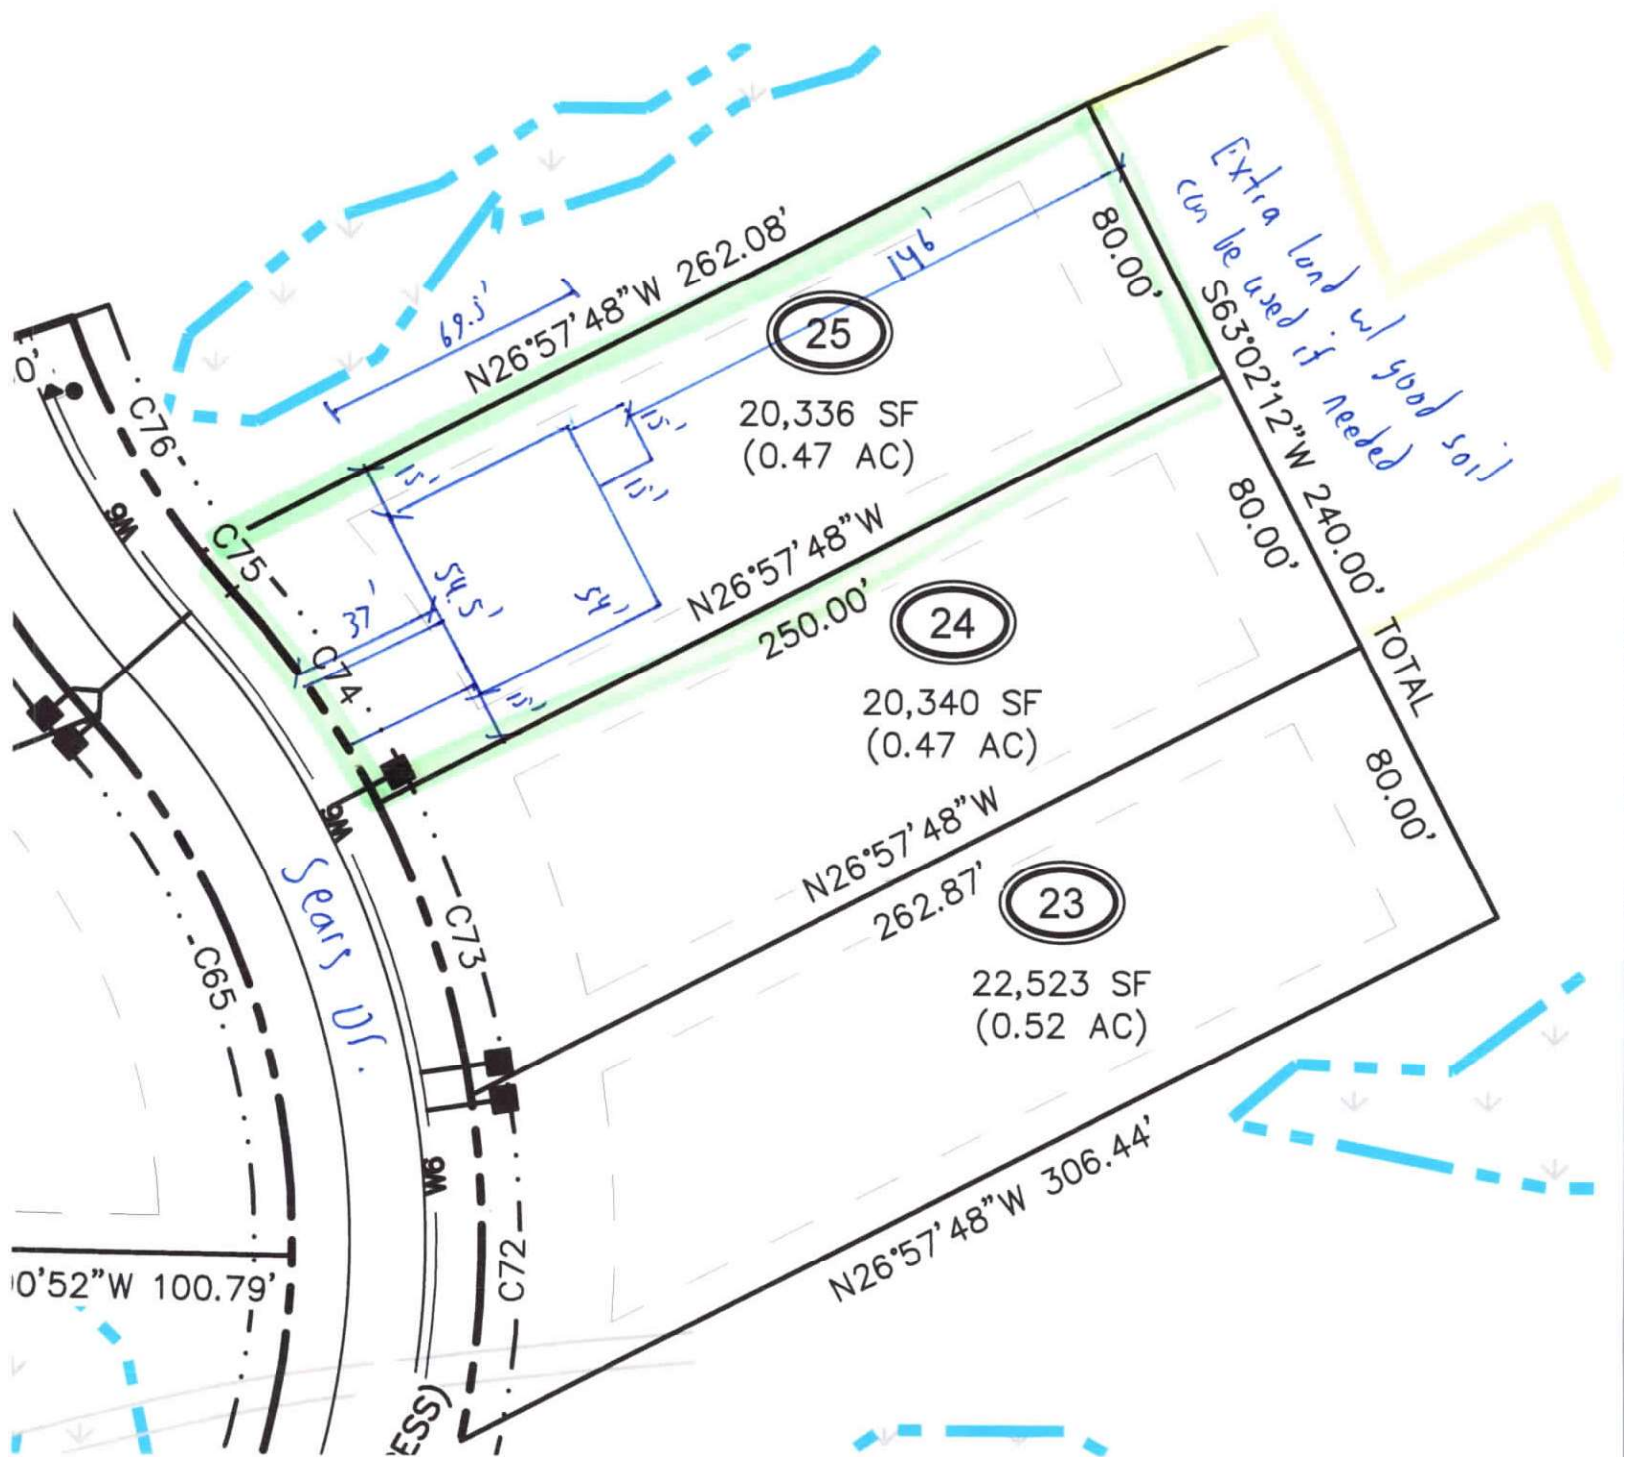 Extra land w/ good soil
can be used if needed
N26°57'48"W 262.08'
69.5'
146'
80.00'
S63°02'12"W 240.00' TOTAL
25
20,336 SF
(0.47 AC)
15'
15'
15'
54.5'
54'
37'
15'
0'
C76
C75
C74
W6
N26°57'48"W
250.00'
80.00'
24
20,340 SF
(0.47 AC)
N26°57'48"W
262.87'
80.00'
23
22,523 SF
(0.52 AC)
N26°57'48"W 306.44'
W6
Sears Dr.
C73
C65
W6
C72
0'52"W 100.79'
ESS)